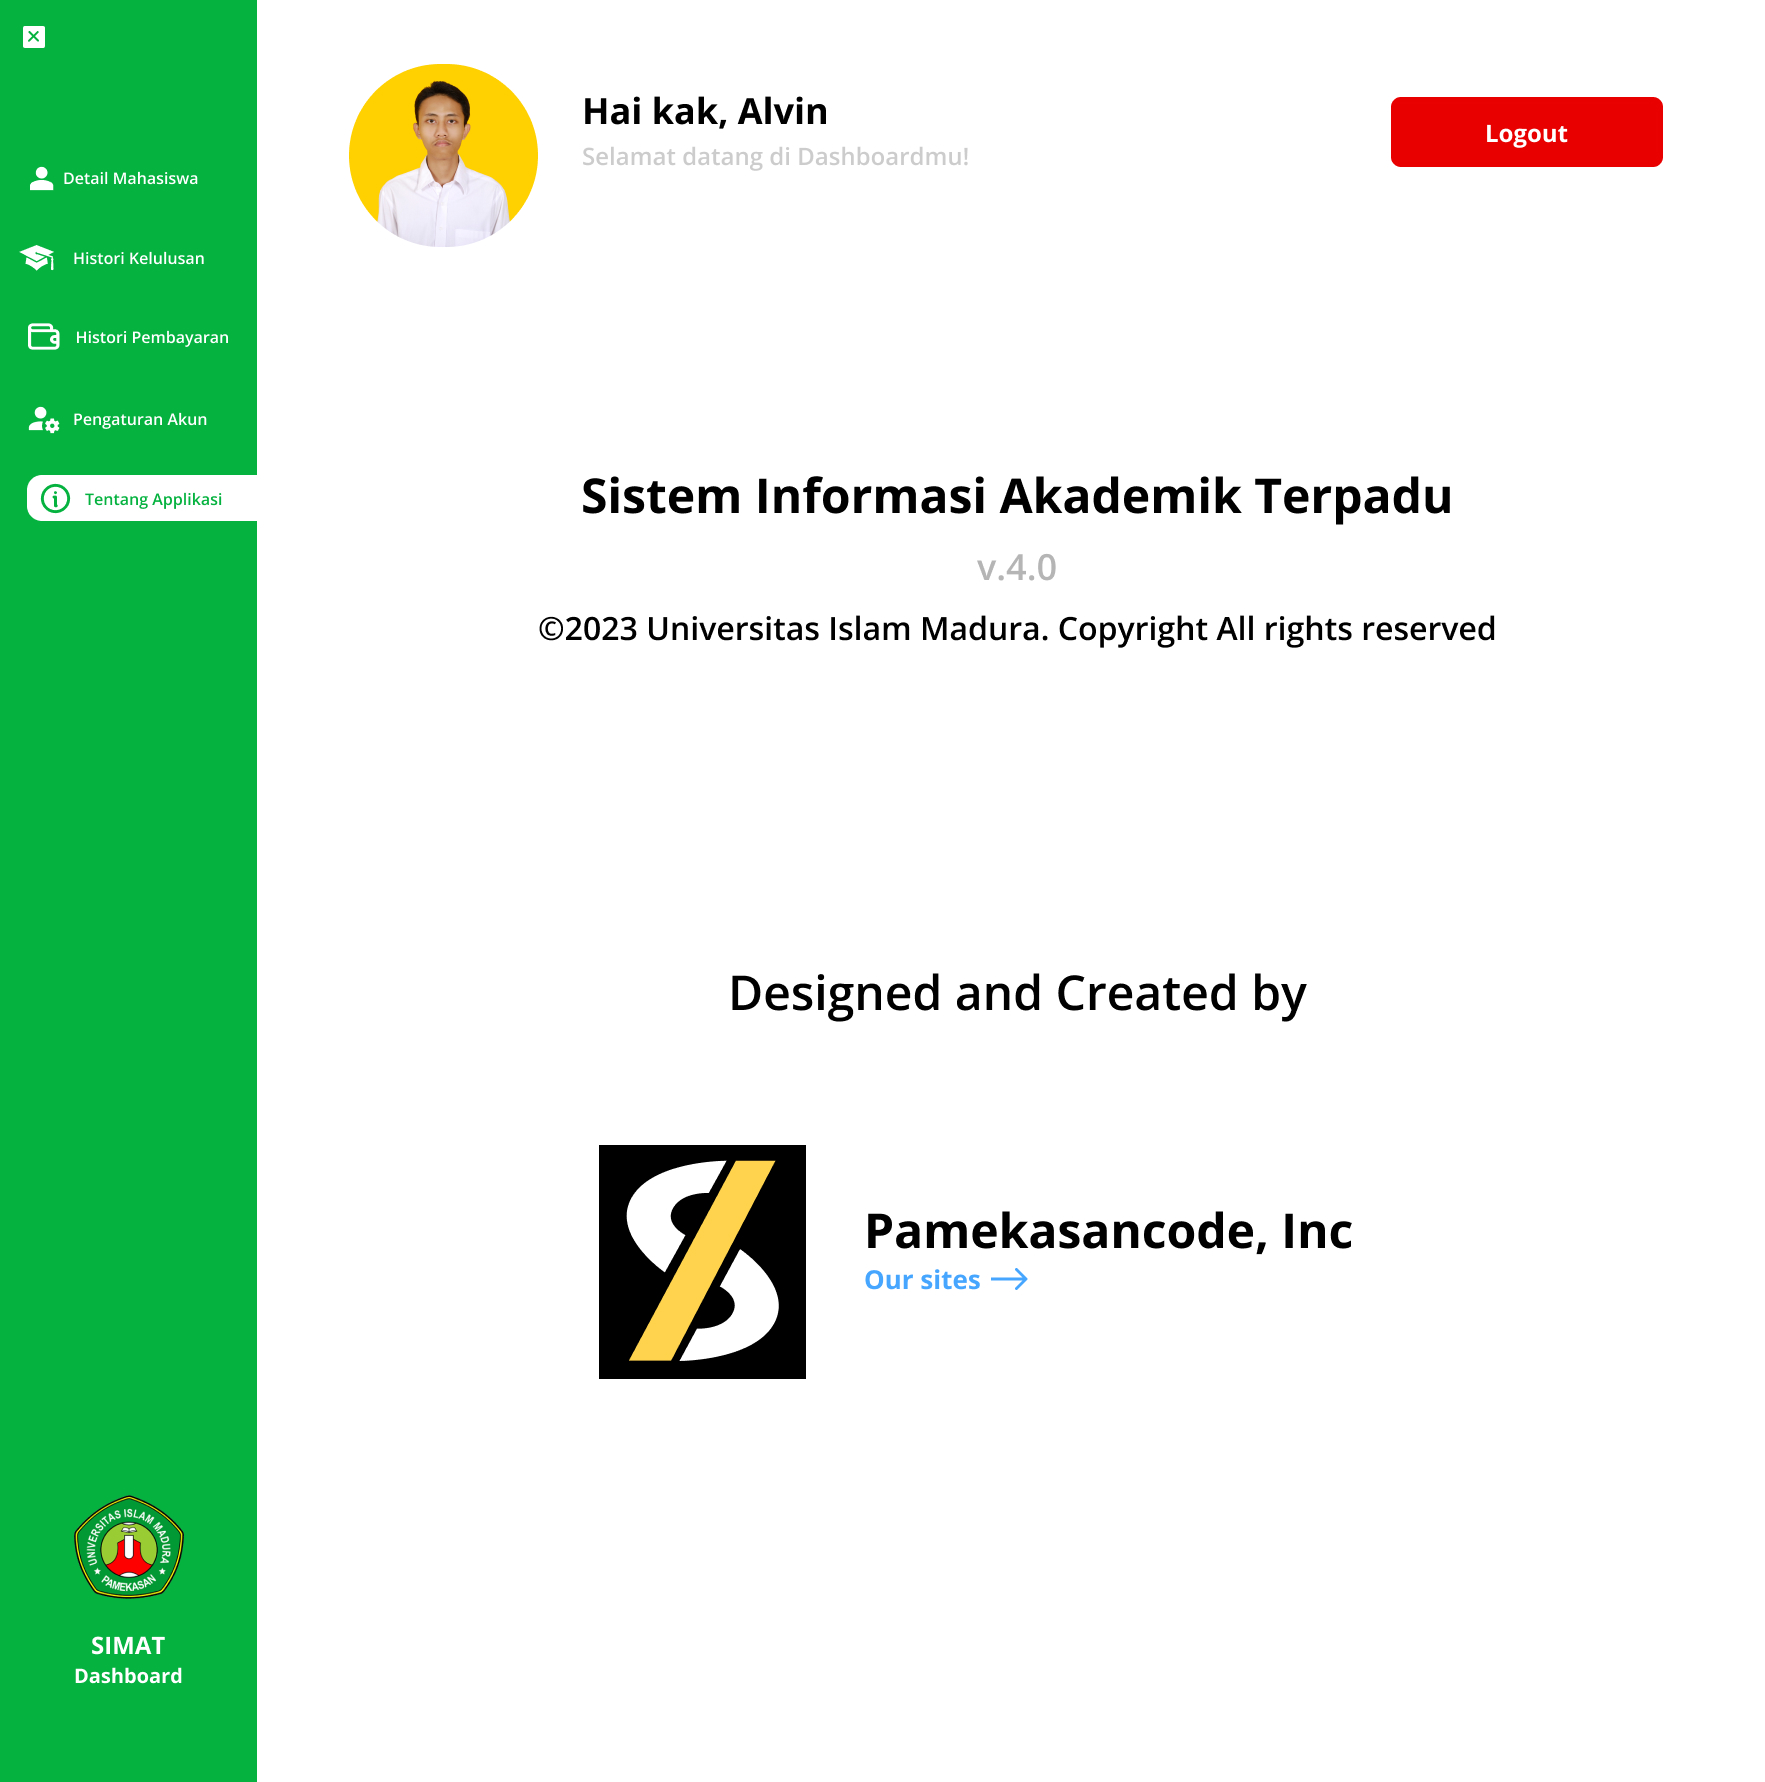 Detail Mahasiswa
Histori Kelulusan
Histori Pembayaran
Pengaturan Akun
Tentang Applikasi
UNIVERSITAS ISLAM MADURA
PAMEKASAN
SIMAT
Dashboard
Hai kak, Alvin
Selamat datang di Dashboardmu!
Logout
Sistem Informasi Akademik Terpadu
v.4.0
©2023 Universitas Islam Madura. Copyright All rights reserved
Designed and Created by
Pamekasancode, Inc
Our sites